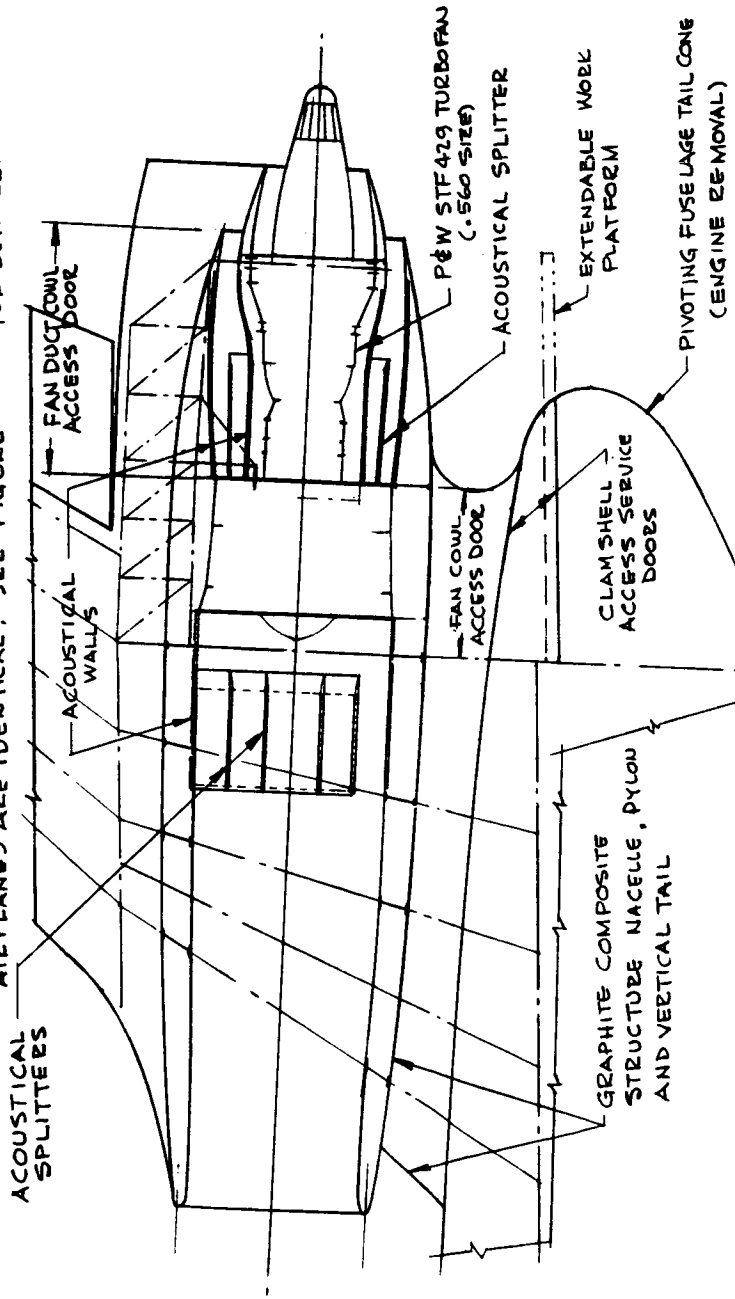 AIRPLANES ARE IDENTICAL, SEE FIGURE
ACOUSTICAL
SPLITTERS
ACOUSTICAL
WALLS
FAN DUCT COWL
ACCESS DOOR
P&W STF 429 TURBOFAN
(.560 SIZE)
ACOUSTICAL SPLITTER
FAN COWL
ACCESS DOOR
EXTENDABLE WORK
PLATFORM
CLAMSHELL
ACCESS SERVICE
DOORS
PIVOTING FUSELAGE TAIL CONE
(ENGINE REMOVAL)
GRAPHITE COMPOSITE
STRUCTURE NACELLE, PYLON
AND VERTICAL TAIL